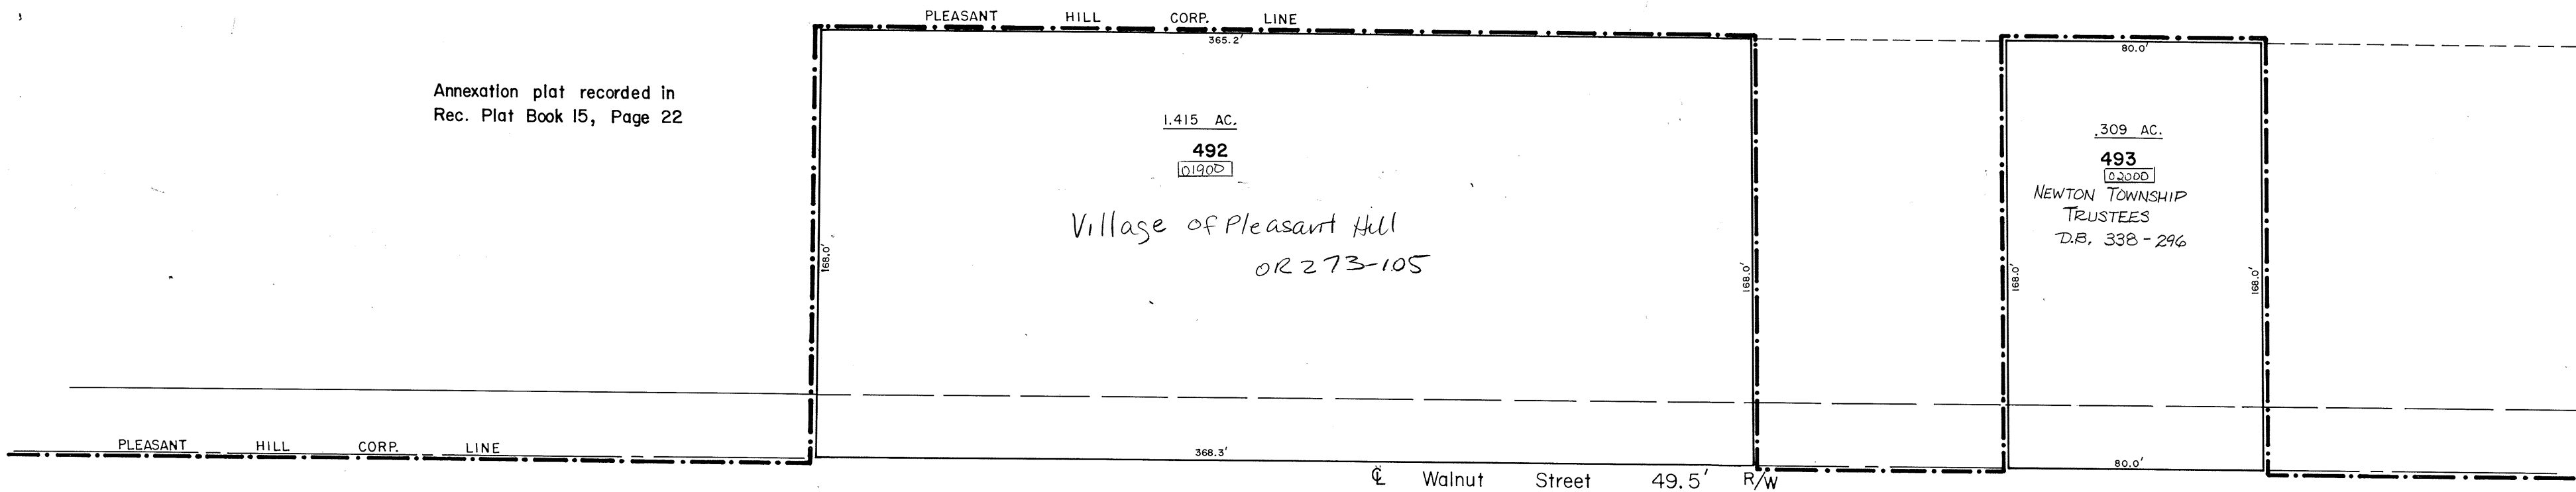 PLEASANT HILL CORP. LINE
365.2'
80.0'
Annexation plat recorded in
Rec. Plat Book 15, Page 22
1.415 AC.
492
01900
Village of Pleasant Hill
OR 273-105
168.0'
168.0'
.309 AC.
493
02000
NEWTON TOWNSHIP
TRUSTEES
D.B. 338-296
168.0'
168.0'
PLEASANT HILL CORP. LINE
368.3'
80.0'
℄ Walnut Street 49.5' R/W